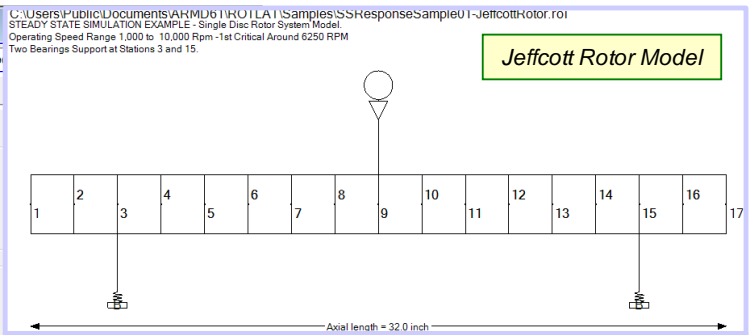 C:\Users\Public\Documents\ARMD61\ROTLAT\Samples\SSResponseSample01-JeffcottRotor.rol
STEADY STATE SIMULATION EXAMPLE - Single Disc Rotor System Model.
Operating Speed Range 1,000 to 10,000 Rpm -1st Critical Around 6250 RPM
Two Bearings Support at Stations 3 and 15.
Jeffcott Rotor Model
2 4 6 8 10 12 14 16
1 3 5 7 9 11 13 15 17
B B
Axial length = 32.0 inch